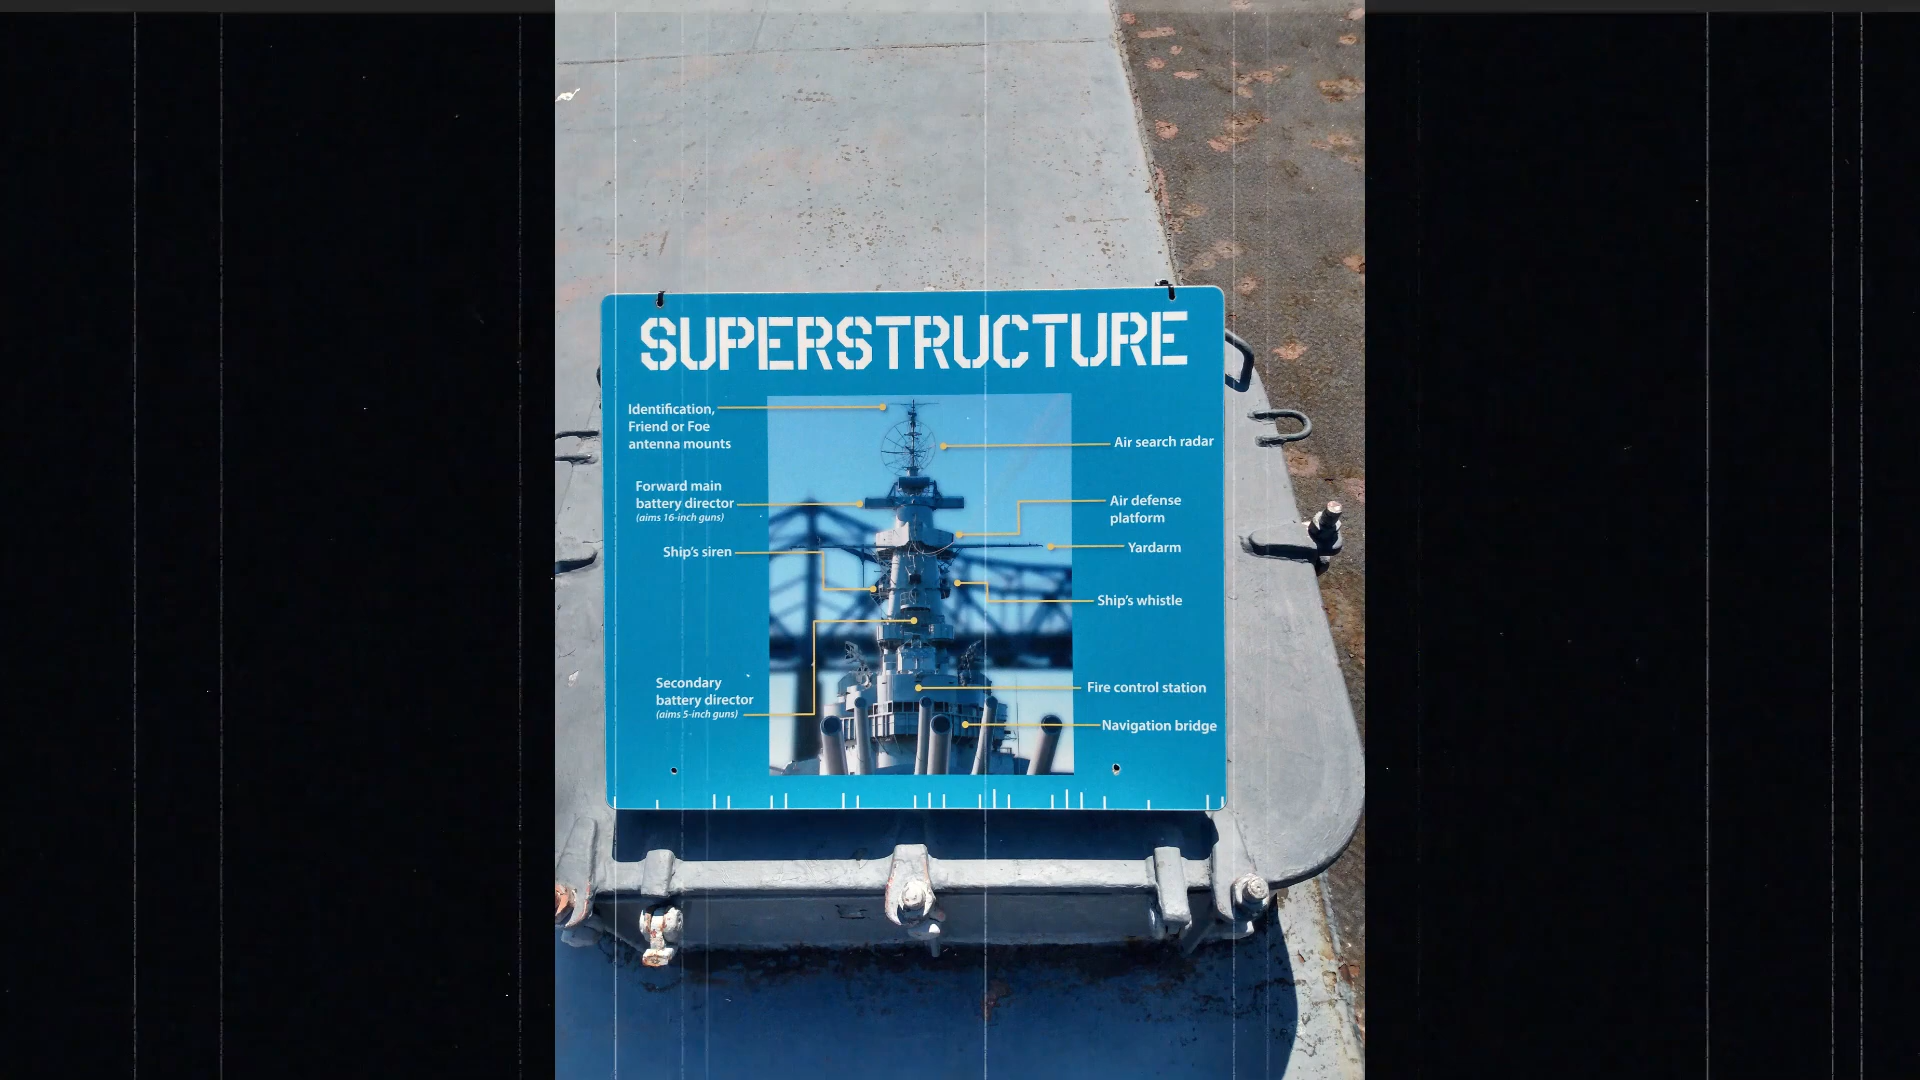 SUPERSTRUCTURE
Identification,
Friend or Foe
antenna mounts
Air search radar
Forward main
battery director
(aims 16-inch guns)
Air defense
platform
Ship's siren
Yardarm
Ship's whistle
Secondary
battery director
(aims 5-inch guns)
Fire control station
Navigation bridge